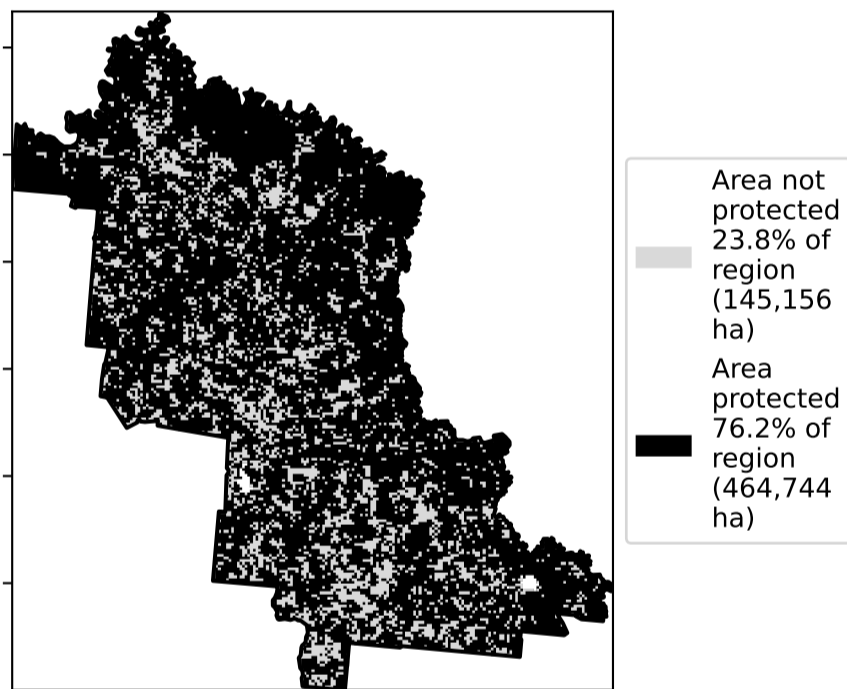 Area not
protected
23.8% of
region
(145,156
ha)
Area
protected
76.2% of
region
(464,744
ha)